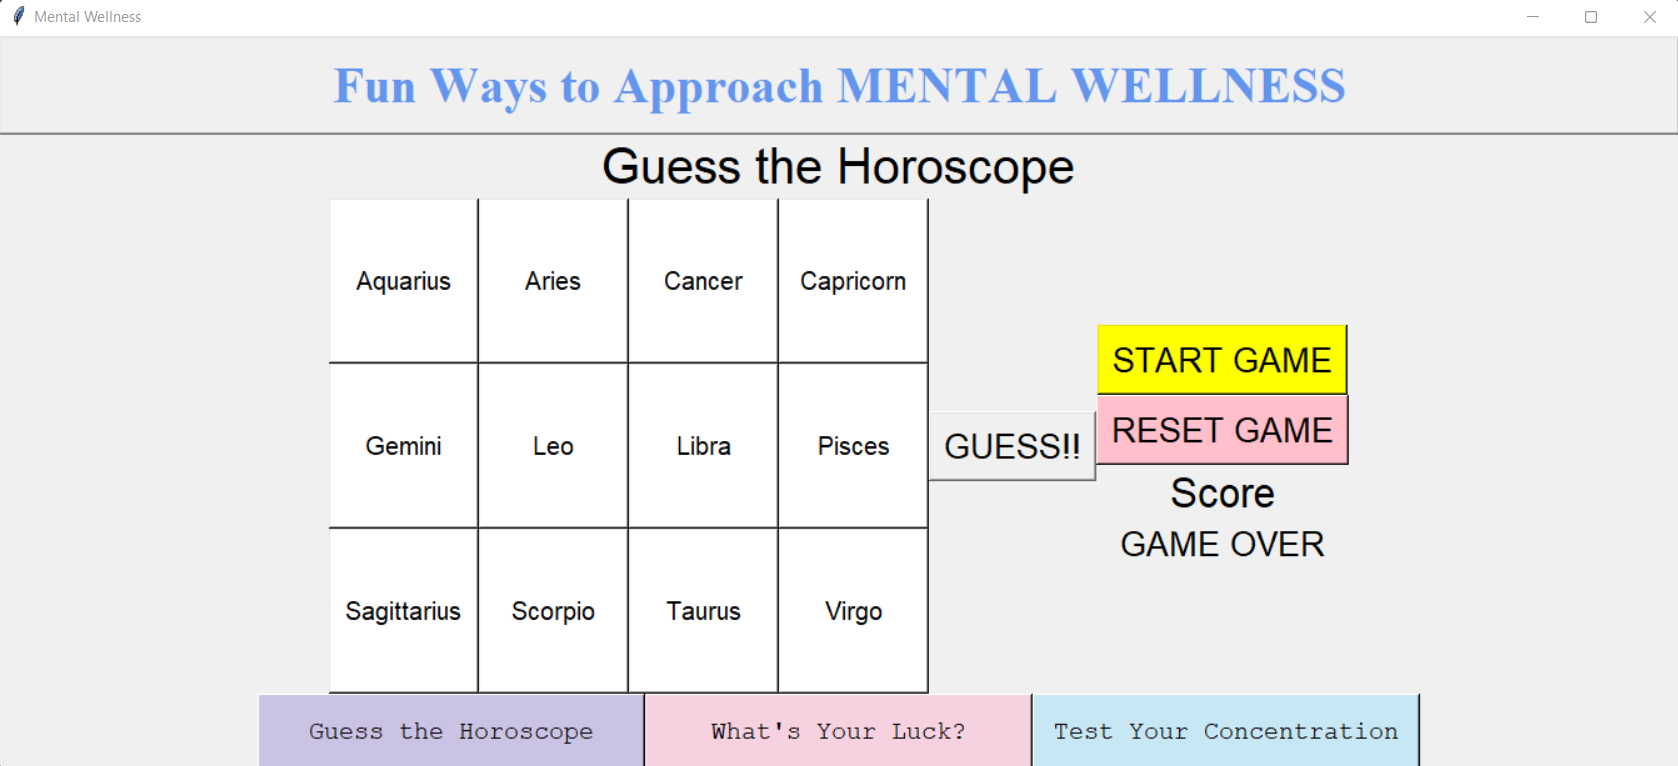 Mental Wellness
Fun Ways to Approach MENTAL WELLNESS
Guess the Horoscope
Aquarius Aries Cancer Capricorn
START GAME
RESET GAME
Gemini Leo Libra Pisces GUESS!!
Score
GAME OVER
Sagittarius Scorpio Taurus Virgo
Guess the Horoscope What's Your Luck? Test Your Concentration